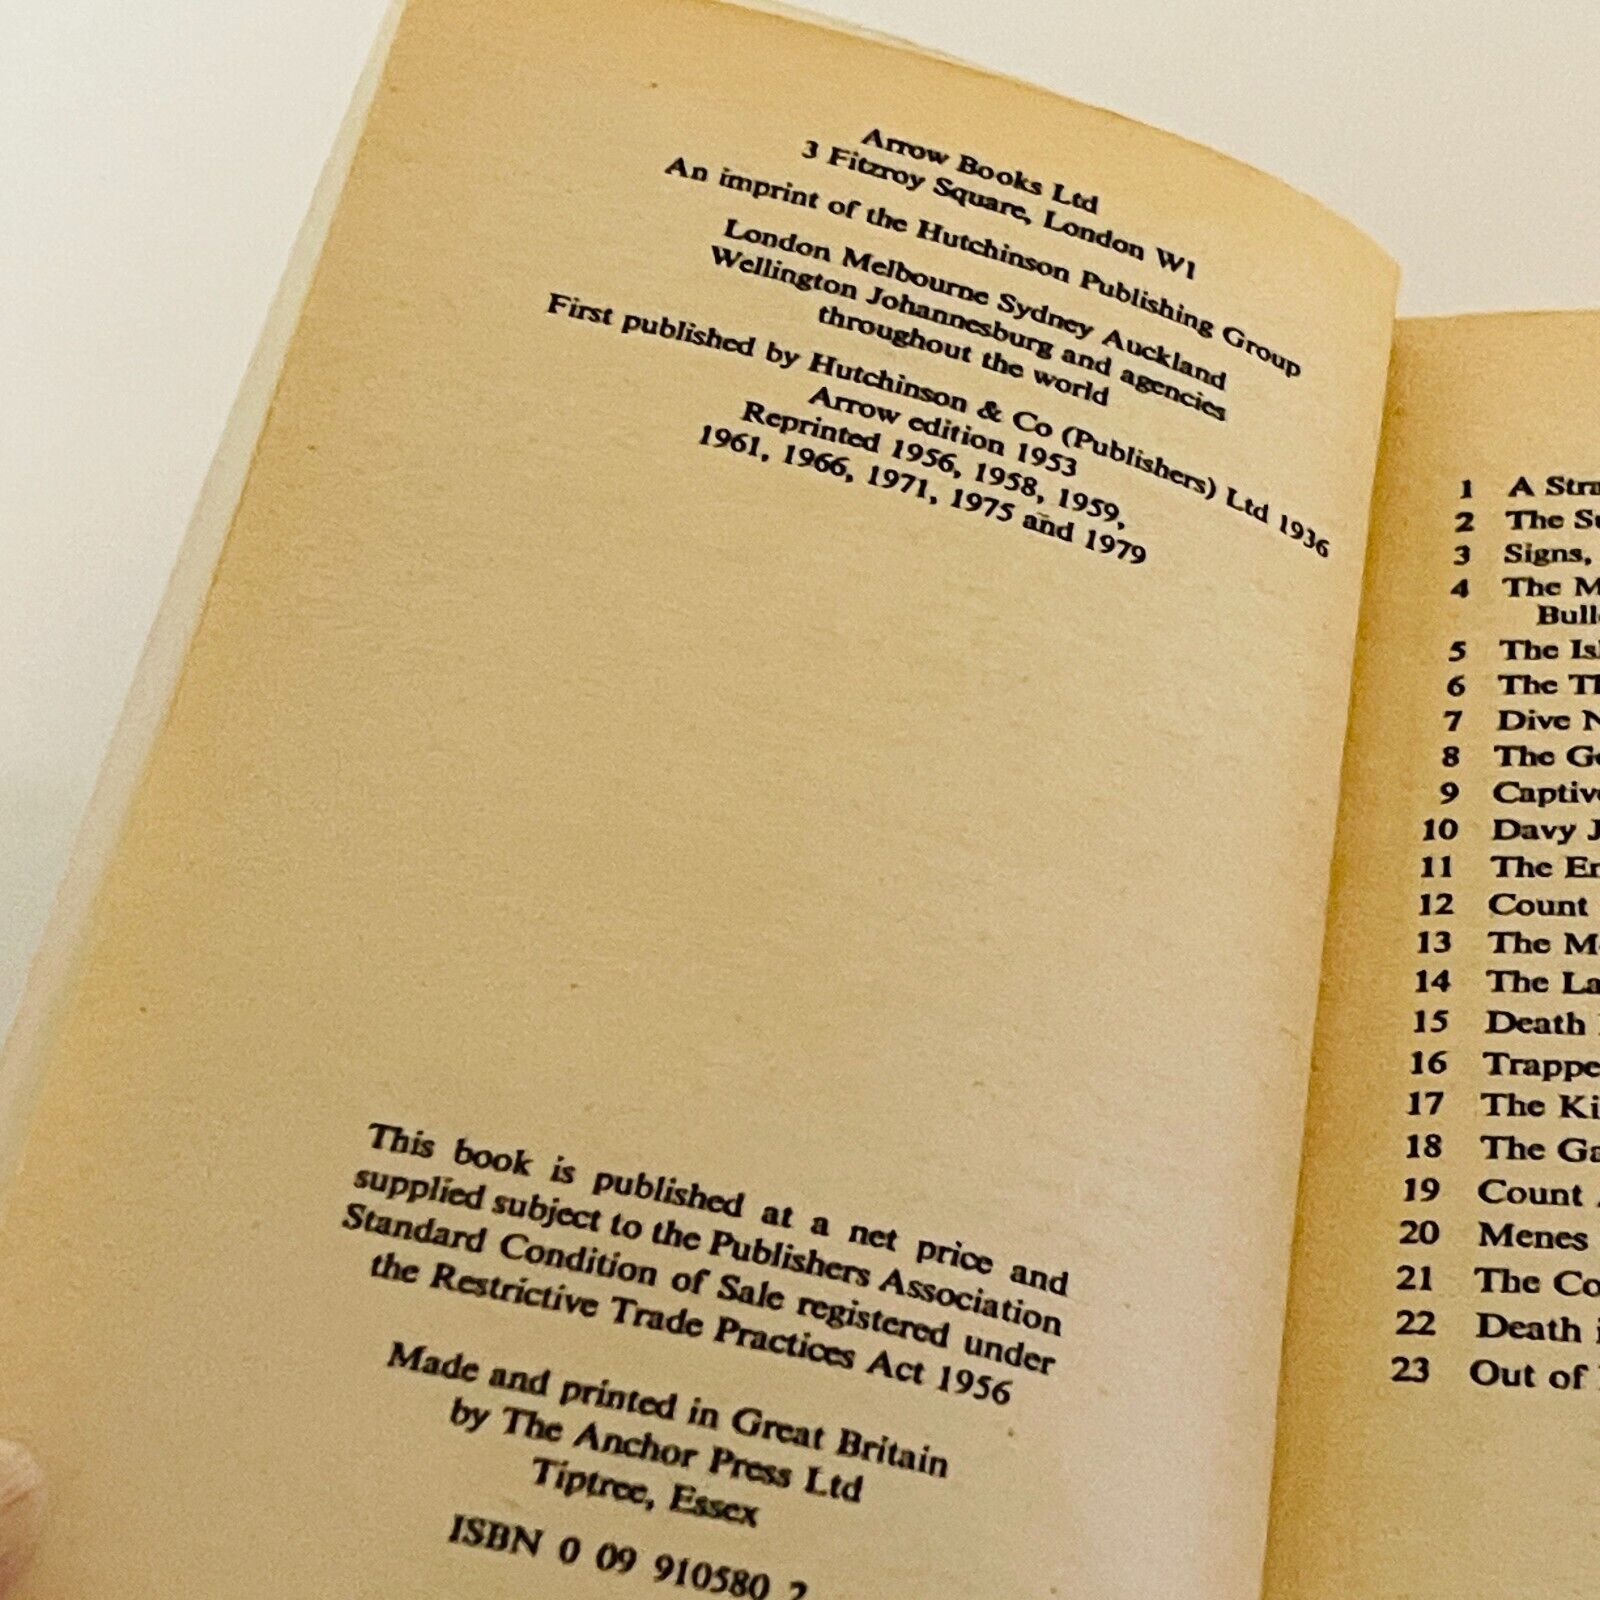 Arrow Books Ltd
3 Fitzroy Square, London W1
An imprint of the Hutchinson Publishing Group
London Melbourne Sydney Auckland
Wellington Johannesburg and agencies
throughout the world
First published by Hutchinson & Co (Publishers) Ltd 1936
Arrow edition 1953
Reprinted 1956, 1958, 1959,
1961, 1966, 1971, 1975 and 1979
This book is published at a net price and
supplied subject to the Publishers Association
Standard Condition of Sale registered under
the Restrictive Trade Practices Act 1956
Made and printed in Great Britain
by The Anchor Press Ltd
Tiptree, Essex
ISBN 0 09 910580 2
1 A
2 The
3 Signs,
4 The
5 The
6 The
7 Dive
8 The
9
10 Davy
11 The
12 Count
13 The
14 The
15 Death
16
17 The
18 The
19 Count
20 Menes
21 The
22 Death
23 Out of